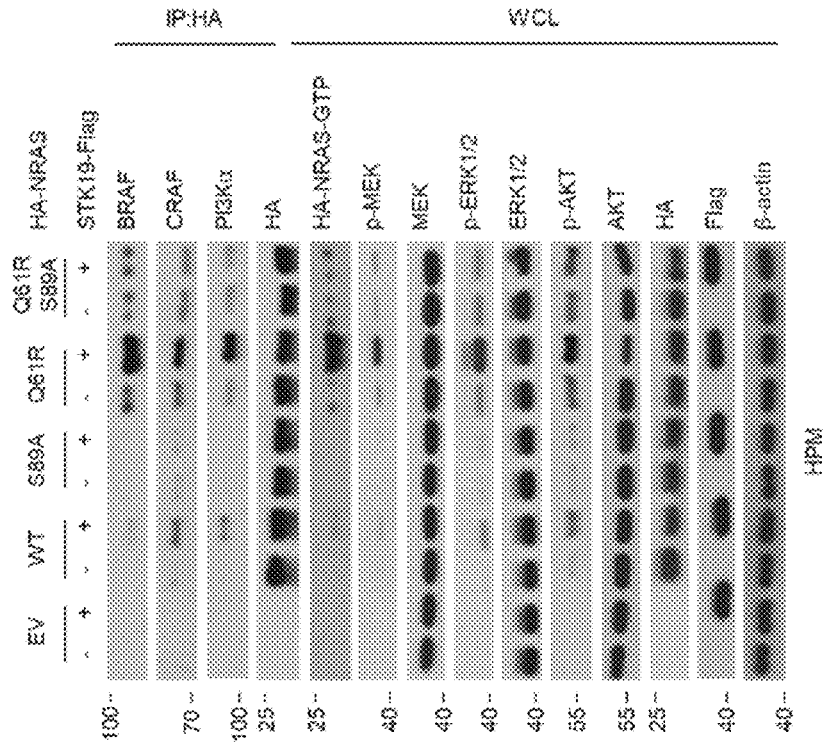 EV WT S89A Q61R Q61R S89A HA-NRAS
- + - + - + - + - + STK19-Flag
100- BRAF
70- CRAF
100- PI3Kα
25- HA
IP:HA
25- HA-NRAS-GTP
40- p-MEK
40- MEK
40- p-ERK1/2
40- ERK1/2
55- p-AKT
55- AKT
25- HA
40- Flag
40- β-actin
WCL
HPM